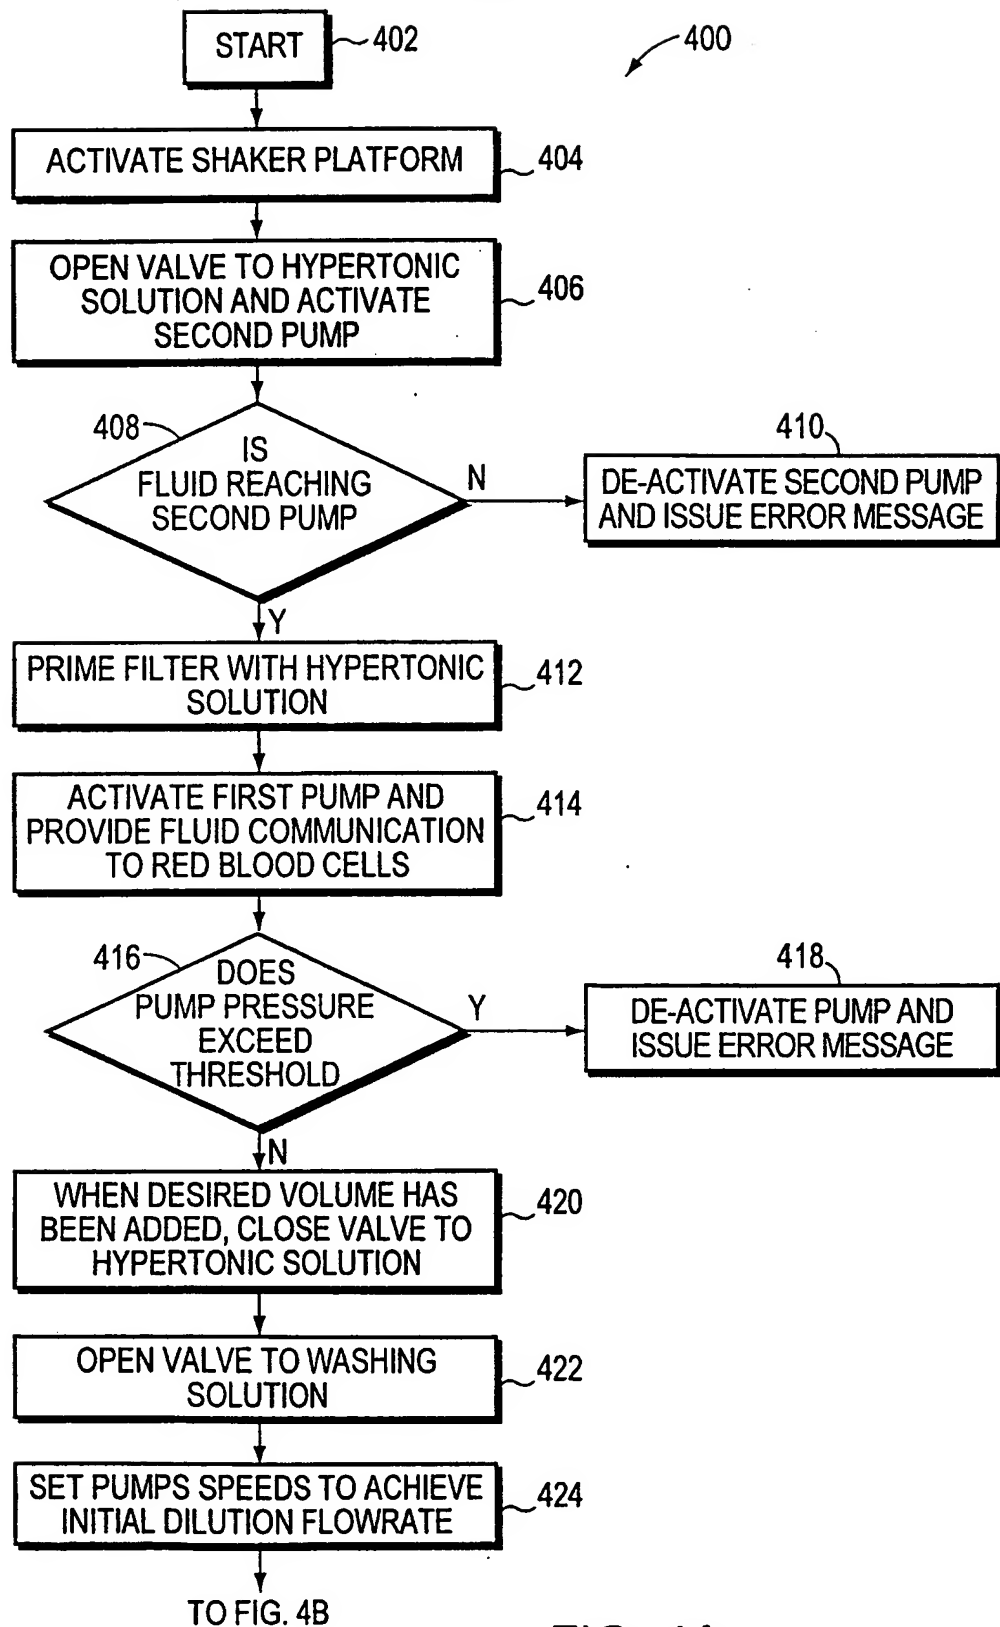 START
402
400
ACTIVATE SHAKER PLATFORM
404
OPEN VALVE TO HYPERTONIC
SOLUTION AND ACTIVATE
SECOND PUMP
406
408
IS
FLUID REACHING
SECOND PUMP
N
410
DE-ACTIVATE SECOND PUMP
AND ISSUE ERROR MESSAGE
Y
PRIME FILTER WITH HYPERTONIC
SOLUTION
412
ACTIVATE FIRST PUMP AND
PROVIDE FLUID COMMUNICATION
TO RED BLOOD CELLS
414
416
DOES
PUMP PRESSURE
EXCEED
THRESHOLD
Y
418
DE-ACTIVATE PUMP AND
ISSUE ERROR MESSAGE
N
WHEN DESIRED VOLUME HAS
BEEN ADDED, CLOSE VALVE TO
HYPERTONIC SOLUTION
420
OPEN VALVE TO WASHING
SOLUTION
422
SET PUMPS SPEEDS TO ACHIEVE
INITIAL DILUTION FLOWRATE
424
TO FIG. 4B